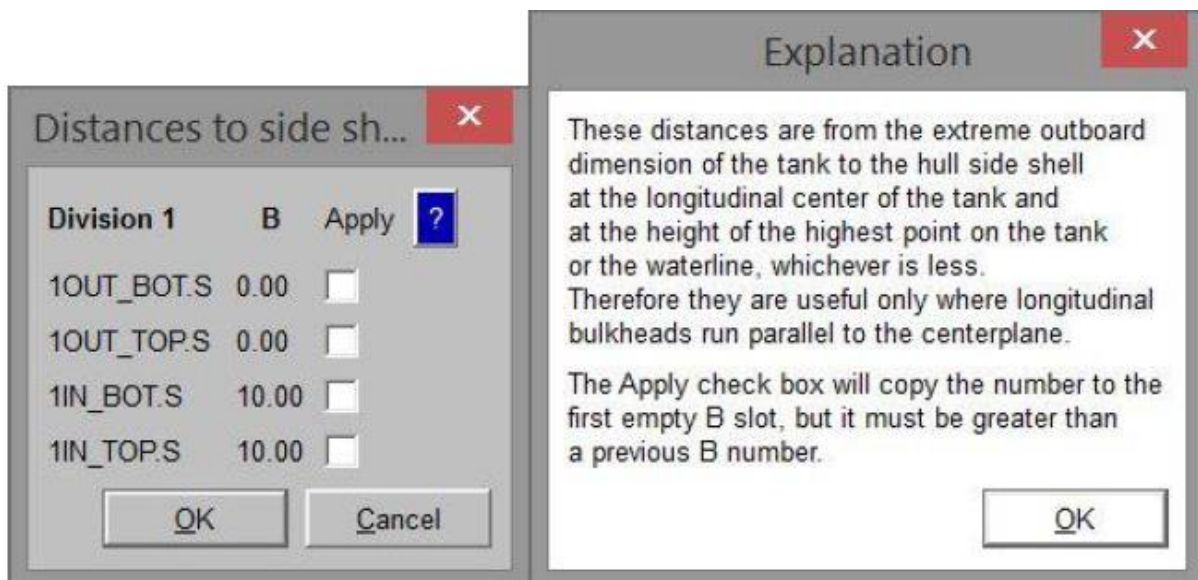 Distances to side sh...
Division 1 B Apply ?
1OUT_BOT.S 0.00
1OUT_TOP.S 0.00
1IN_BOT.S 10.00
1IN_TOP.S 10.00
OK Cancel
Explanation
These distances are from the extreme outboard
dimension of the tank to the hull side shell
at the longitudinal center of the tank and
at the height of the highest point on the tank
or the waterline, whichever is less.
Therefore they are useful only where longitudinal
bulkheads run parallel to the centerplane.
The Apply check box will copy the number to the
first empty B slot, but it must be greater than
a previous B number.
OK